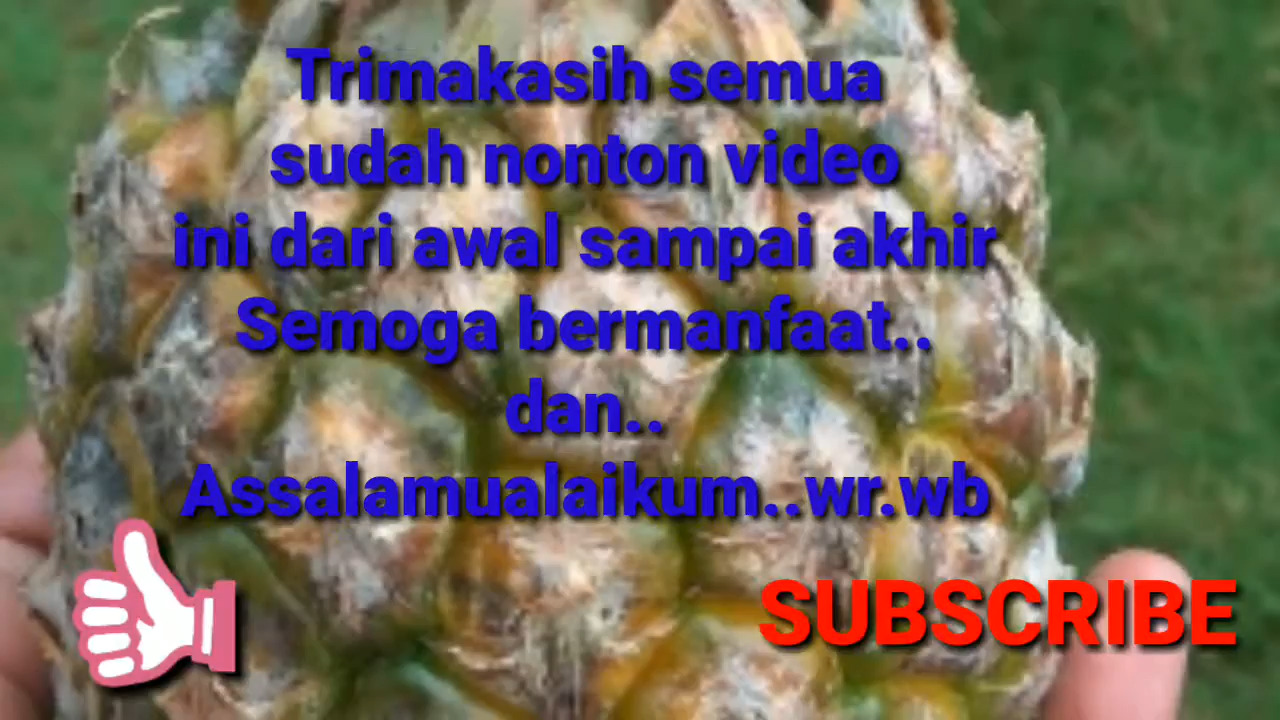 Trimakasih semua
sudah nonton video
ini dari awal sampai akhir
Semoga bermanfaat..
dan..
Assalamualaikum..wr.wb
SUBSCRIBE